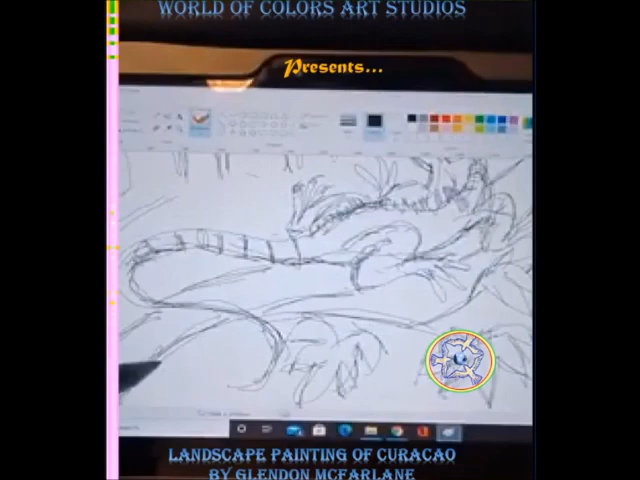 WORLD OF COLORS ART STUDIOS
Presents...
LANDSCAPE PAINTING OF CURACAO
BY GLENDON MCFARLANE